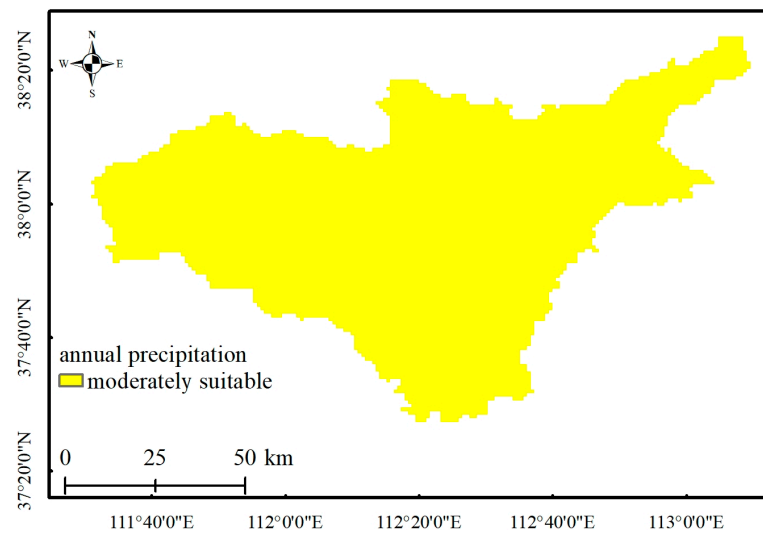 N
W E
S
38°20'0"N
38°0'0"N
37°40'0"N
37°20'0"N
annual precipitation
moderately suitable
0 25 50 km
111°40'0"E 112°0'0"E 112°20'0"E 112°40'0"E 113°0'0"E